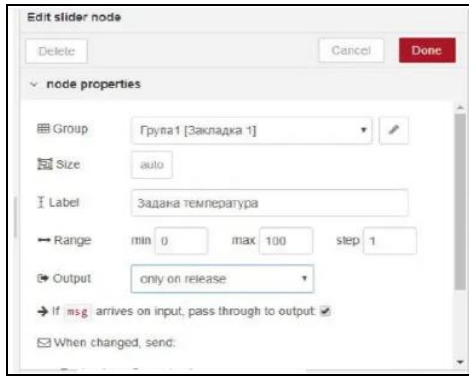 Edit slider node
Delete Cancel Done
node properties
Group Група1 [Закладка 1]
Size auto
Label Задана температура
Range min 0 max 100 step 1
Output only on release
If msg arrives on input, pass through to output:
When changed, send: